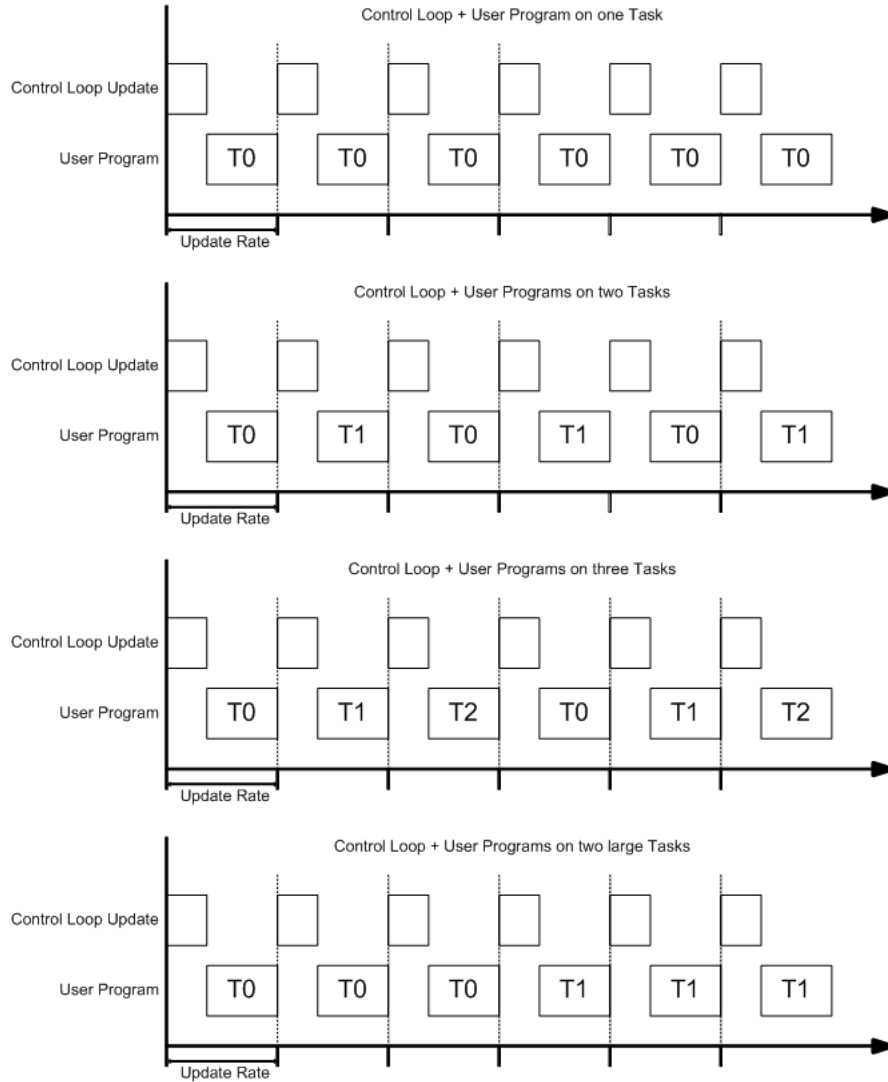 Control Loop + User Program on one Task
Control Loop Update
User Program
T0 T0 T0 T0 T0 T0
Update Rate
Control Loop + User Programs on two Tasks
Control Loop Update
User Program
T0 T1 T0 T1 T0 T1
Update Rate
Control Loop + User Programs on three Tasks
Control Loop Update
User Program
T0 T1 T2 T0 T1 T2
Update Rate
Control Loop + User Programs on two large Tasks
Control Loop Update
User Program
T0 T0 T0 T1 T1 T1
Update Rate